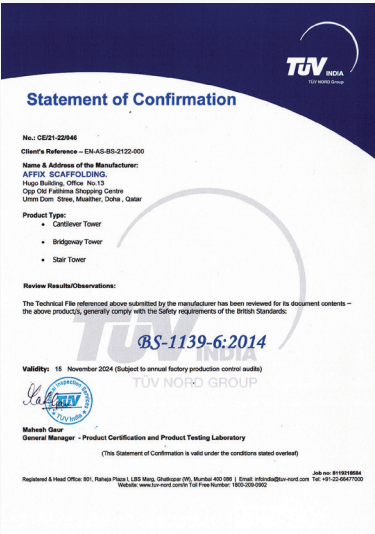 TÜV INDIA
TÜV NORD Group
Statement of Confirmation
No.: CE/21-22/046
Client's Reference – EN-AS-BS-2122-000
Name & Address of the Manufacturer:
AFFIX SCAFFOLDING.
Hugo Building, Office No.13
Opp Old Fatihima Shopping Centre
Umm Dom Stree, Muaither, Doha , Qatar
Product Type:
• Cantilever Tower
• Bridgeway Tower
• Stair Tower
Review Results/Observations:
The Technical File referenced above submitted by the manufacturer has been reviewed for its document contents –
the above product/s, generally comply with the Safety requirements of the British Standards:
BS-1139-6:2014
TÜV INDIA
Validity: 15 November 2024 (Subject to annual factory production control audits)
TÜV NORD GROUP
Inspection Services
TÜV
TUV India
Mahesh Gaur
General Manager - Product Certification and Product Testing Laboratory
(This Statement of Confirmation is valid under the conditions stated overleaf)
Job no: 8119218584
Registered & Head Office: 801, Raheja Plaza I, LBS Marg, Ghatkopar (W), Mumbai 400 086 | Email: infoindia@tuv-nord.com Tel: +91-22-66477000
Website: www.tuv-nord.com/in Toll Free Number: 1800-209-0902